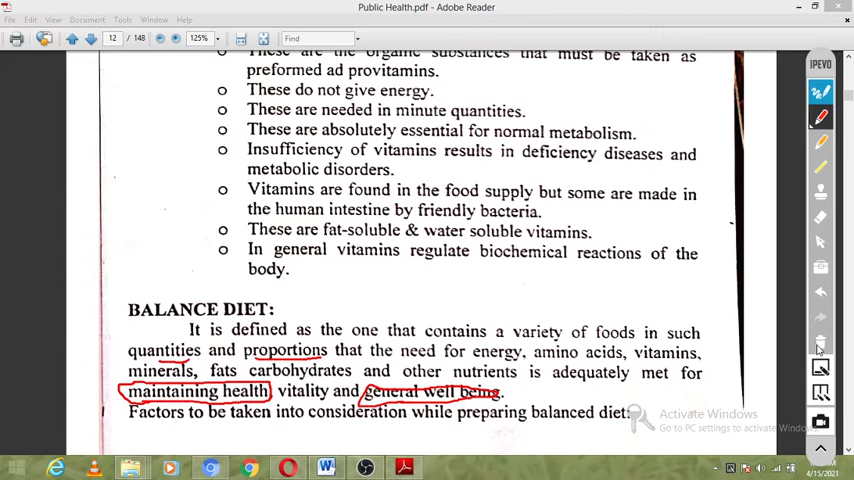 Public Health.pdf - Adobe Reader
File Edit View Document Tools Window Help
12 / 148 125% Find
These are the organic substances that must be taken as
preformed ad provitamins.
o These do not give energy.
o These are needed in minute quantities.
o These are absolutely essential for normal metabolism.
o Insufficiency of vitamins results in deficiency diseases and
metabolic disorders.
o Vitamins are found in the food supply but some are made in
the human intestine by friendly bacteria.
o These are fat-soluble & water soluble vitamins.
o In general vitamins regulate biochemical reactions of the
body.
BALANCE DIET:
It is defined as the one that contains a variety of foods in such
quantities and proportions that the need for energy, amino acids, vitamins,
minerals, fats carbohydrates and other nutrients is adequately met for
maintaining health, vitality and general well being.
Factors to be taken into consideration while preparing balanced diet:
IPEVO
Activate Windows
Go to PC settings to activate Windows.
4/15/2021